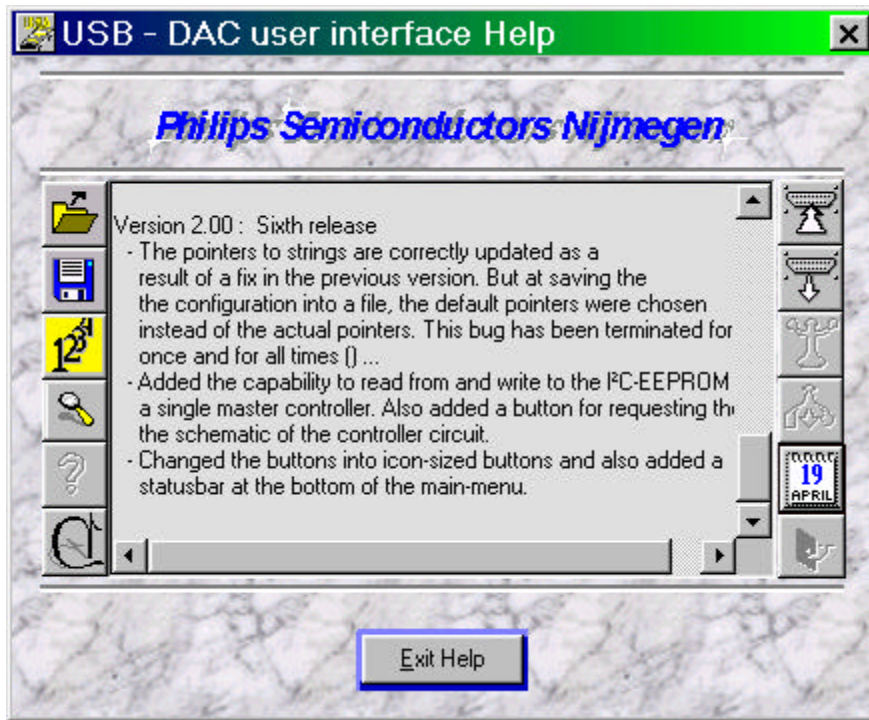 USB - DAC user interface Help
Philips Semiconductors Nijmegen
Version 2.00 : Sixth release
- The pointers to strings are correctly updated as a
result of a fix in the previous version. But at saving the
the configuration into a file, the default pointers were chosen
instead of the actual pointers. This bug has been terminated for
once and for all times () ...
- Added the capability to read from and write to the I²C-EEPROM
a single master controller. Also added a button for requesting the
the schematic of the controller circuit.
- Changed the buttons into icon-sized buttons and also added a
statusbar at the bottom of the main-menu.
123
19
APRIL
Exit Help